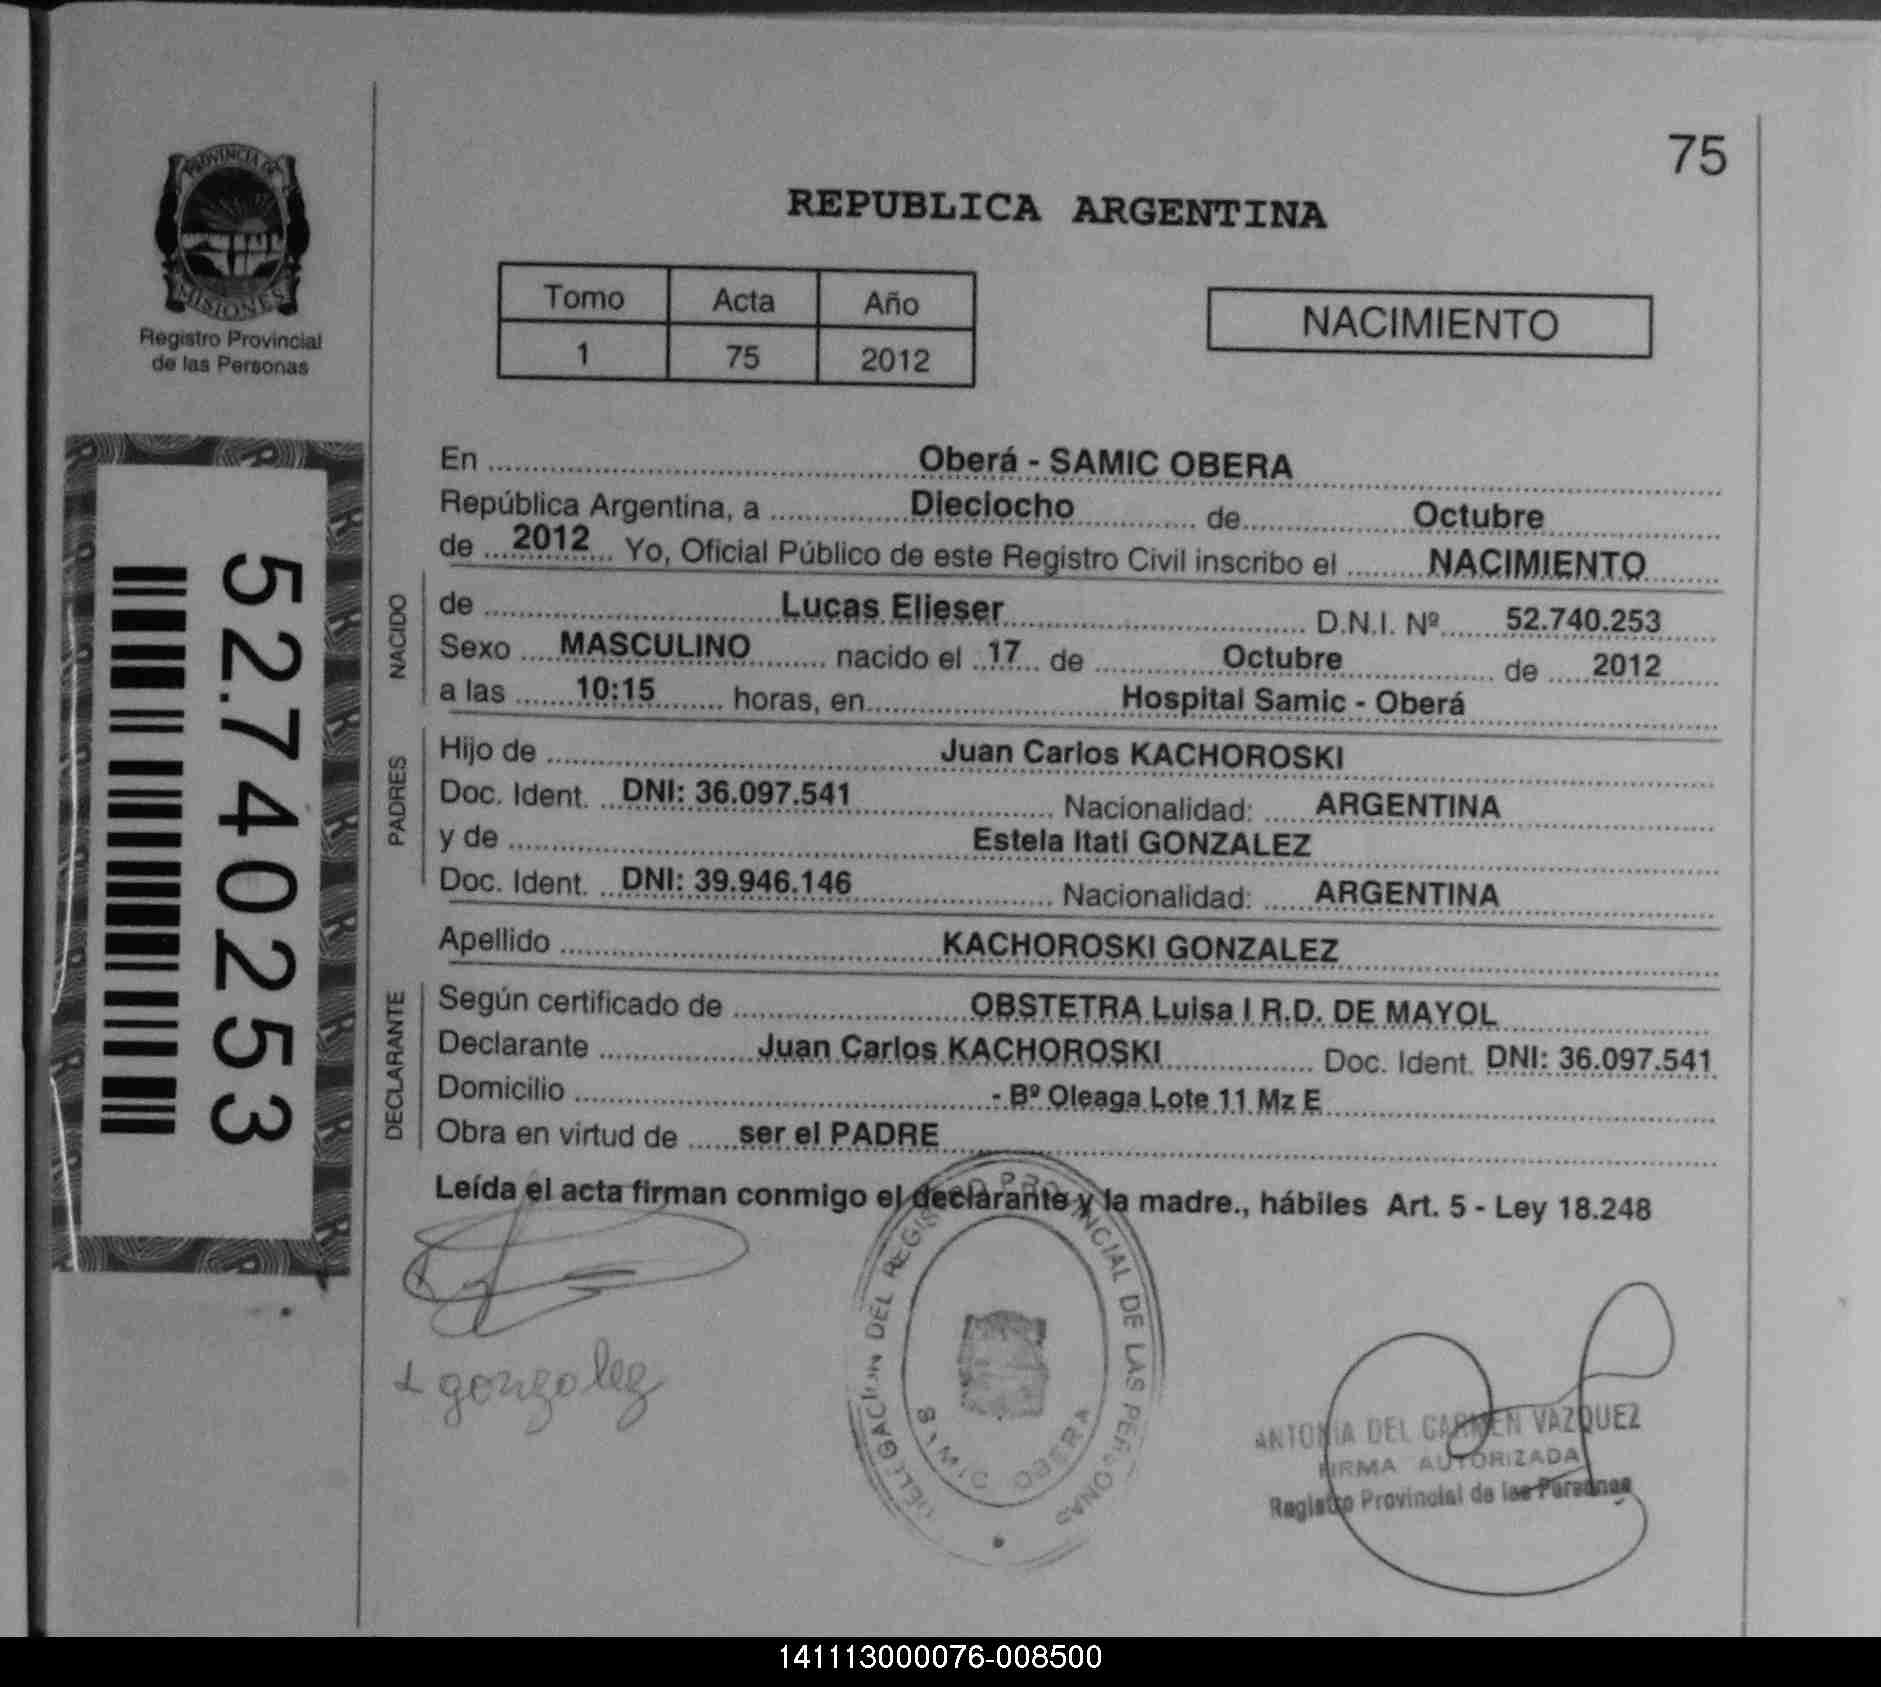 75
PROVINCIA DE
MISIONES
Registro Provincial
de las Personas
REPUBLICA ARGENTINA
Tomo Acta Año
1 75 2012
NACIMIENTO
52.740253
En Oberá - SAMIC OBERA
República Argentina, a Dieciocho de Octubre
de 2012 Yo, Oficial Público de este Registro Civil inscribo el NACIMIENTO
NACIDO
de Lucas Elieser D.N.I. Nº 52.740.253
Sexo MASCULINO nacido el 17 de Octubre de 2012
a las 10:15 horas, en Hospital Samic - Oberá
PADRES
Hijo de Juan Carlos KACHOROSKI
Doc. Ident. DNI: 36.097.541 Nacionalidad: ARGENTINA
y de Estela Itati GONZALEZ
Doc. Ident. DNI: 39.946.146 Nacionalidad: ARGENTINA
Apellido KACHOROSKI GONZALEZ
DECLARANTE
Según certificado de OBSTETRA Luisa I R.D. DE MAYOL
Declarante Juan Carlos KACHOROSKI Doc. Ident. DNI: 36.097.541
Domicilio - Bº Oleaga Lote 11 Mz E
Obra en virtud de ser el PADRE
Leída el acta firman conmigo el declarante y la madre., hábiles Art. 5 - Ley 18.248
DELEGACION DEL REGISTRO PROVINCIAL DE LAS PERSONAS
OBERA
gonzalez
ANTONIA DEL CARMEN VAZQUEZ
FIRMA AUTORIZADA
Registro Provincial de las Personas
141113000076-008500